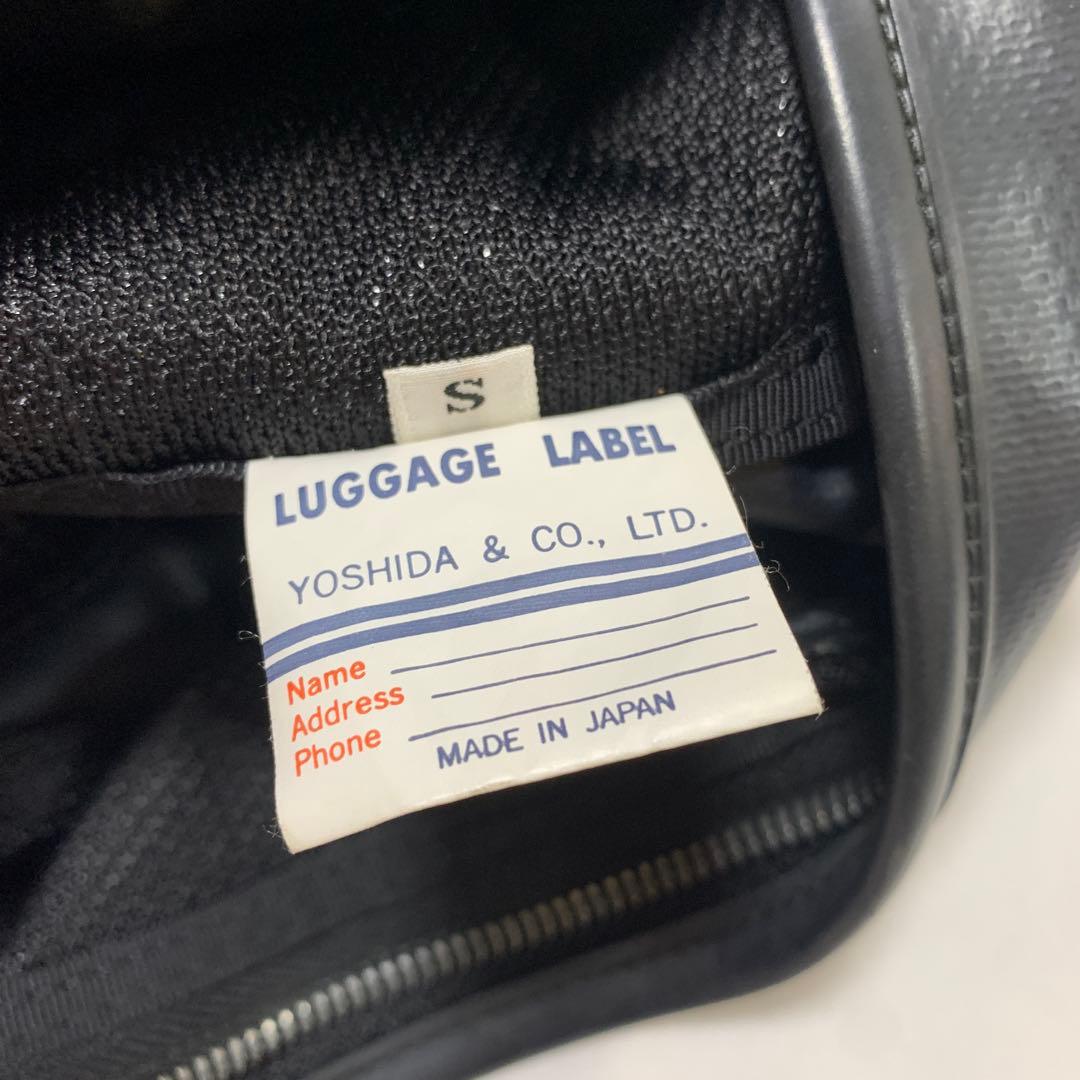 S
LUGGAGE LABEL
YOSHIDA & CO., LTD.
Name
Address
Phone
MADE IN JAPAN